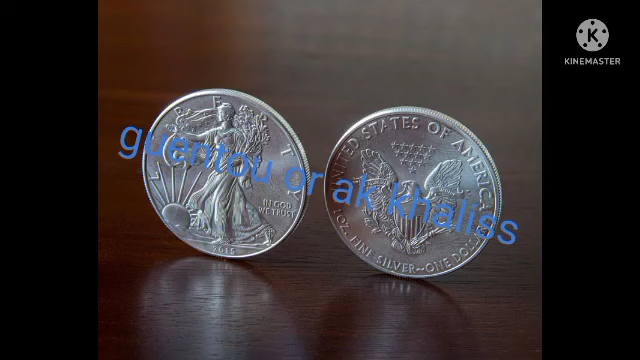 KINEMASTER
guantou or ak khaliss
LIBERTY
IN GOD
WE TRUST
2015
UNITED STATES OF AMERICA
1 OZ. FINE SILVER~ONE DOLLAR